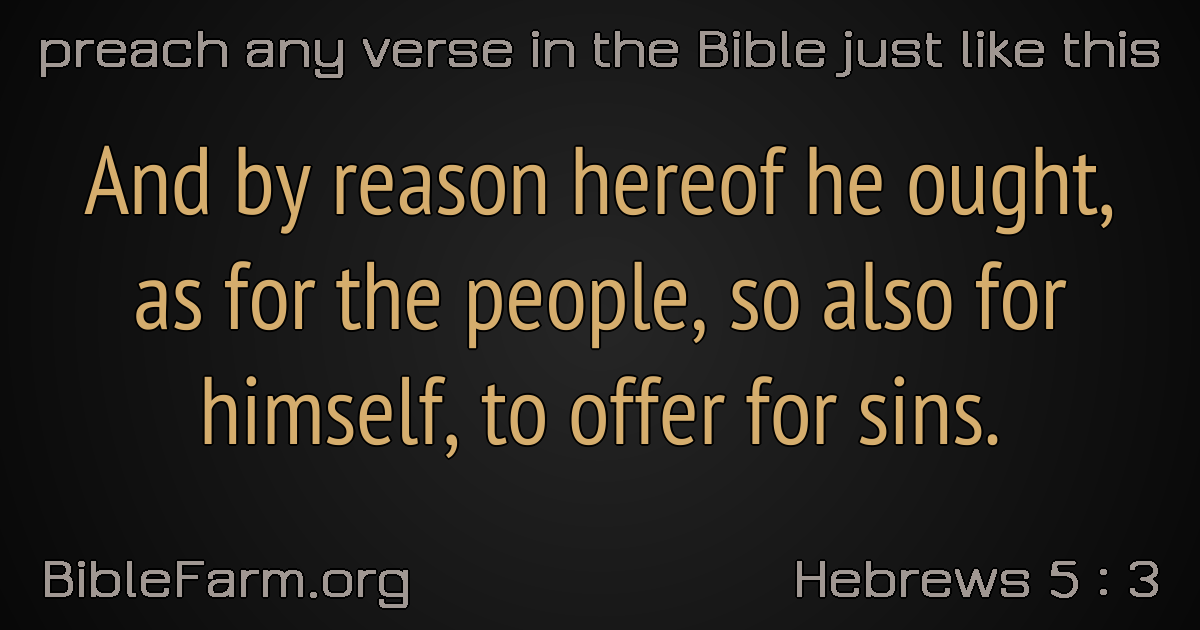 preach any verse in the Bible just like this
And by reason hereof he ought,
as for the people, so also for
himself, to offer for sins.
BibleFarm.org
Hebrews 5 : 3